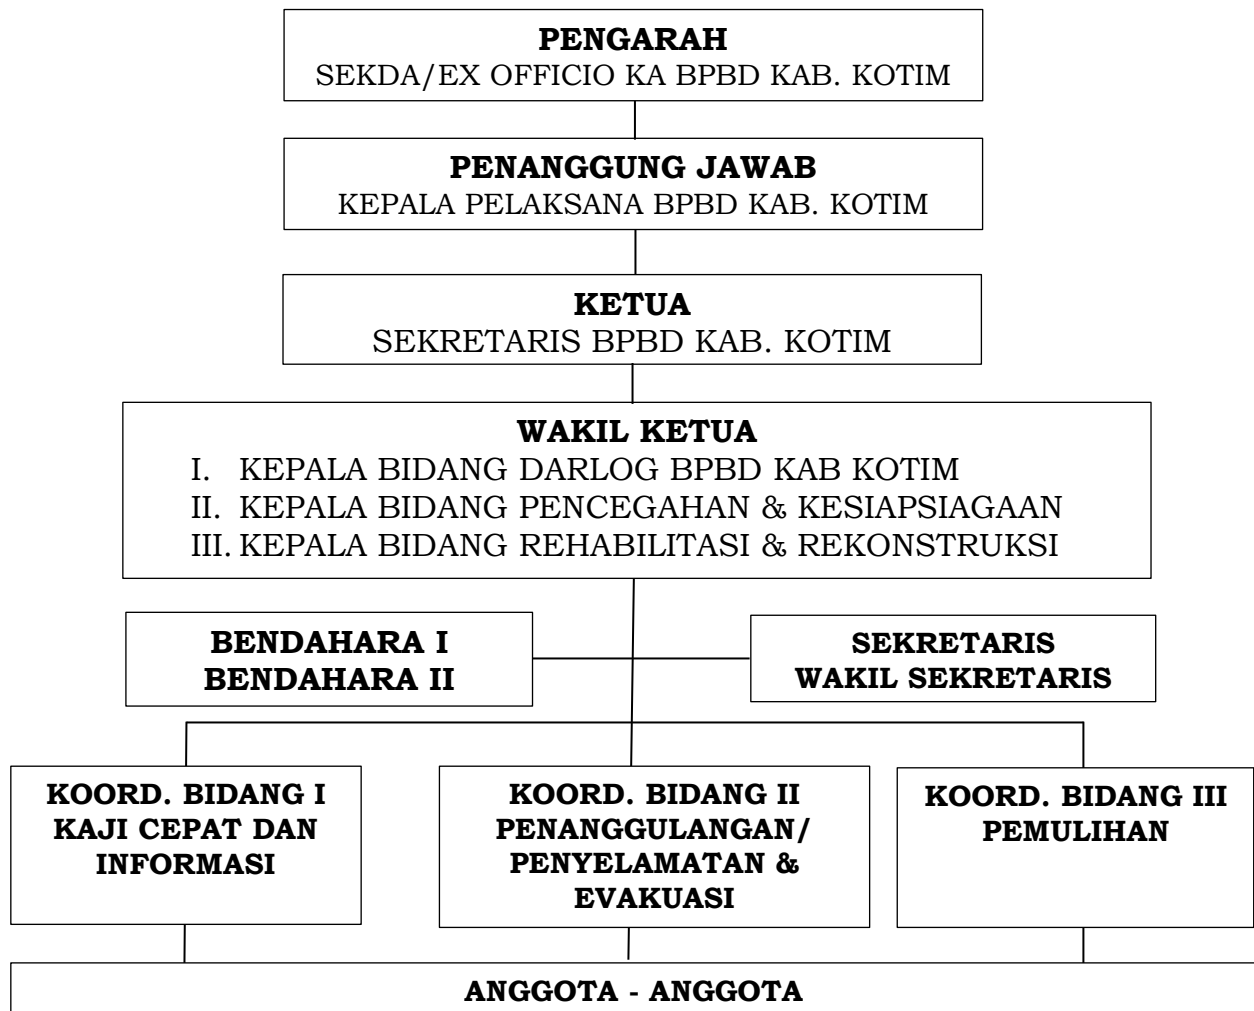 PENGARAH
SEKDA/EX OFFICIO KA BPBD KAB. KOTIM
PENANGGUNG JAWAB
KEPALA PELAKSANA BPBD KAB. KOTIM
KETUA
SEKRETARIS BPBD KAB. KOTIM
WAKIL KETUA
I. KEPALA BIDANG DARLOG BPBD KAB KOTIM
II. KEPALA BIDANG PENCEGAHAN & KESIAPSIAGAAN
III. KEPALA BIDANG REHABILITASI & REKONSTRUKSI
BENDAHARA I
BENDAHARA II
SEKRETARIS
WAKIL SEKRETARIS
KOORD. BIDANG I
KAJI CEPAT DAN
INFORMASI
KOORD. BIDANG II
PENANGGULANGAN/
PENYELAMATAN &
EVAKUASI
KOORD. BIDANG III
PEMULIHAN
ANGGOTA - ANGGOTA